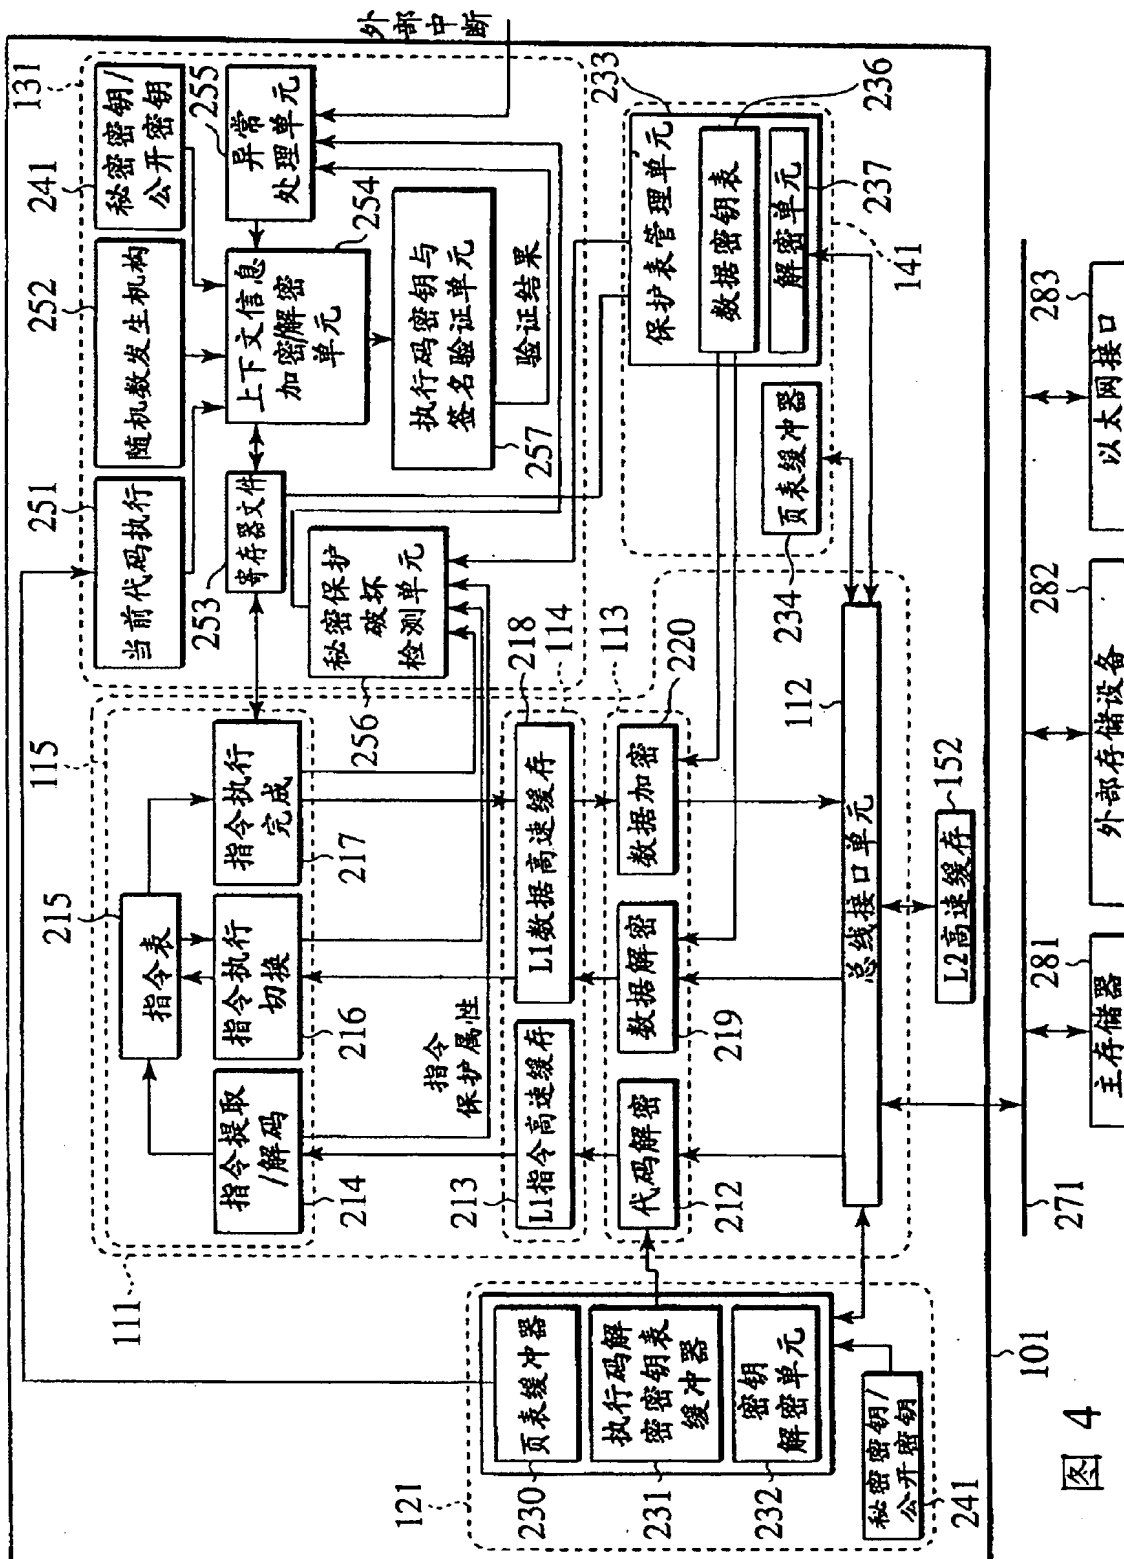 外部中断
131
241
秘密密钥/
公开密钥
255
异常
处理单元
252
随机数发生机构
254
上下文信息
加密/解密
单元
执行码密钥与
签名验证单元
257
验证结果
251
当前代码执行
253
寄存器文件
秘密保护
破坏
检测单元
256
233
保护表管理单元
236
数据密钥表
237
解密单元
141
页表缓冲器
234
115
215
指令表
指令执行
完成
217
指令执行
切换
216
指令提取
/解码
214
指令
保护属性
114
218
L1数据高速缓存
213
L1指令高速缓存
113
220
数据加密
数据解密
219
代码解密
212
112
总线接口单元
152
L2高速缓存
111
121
页表缓冲器
230
执行码解
密密钥表
缓冲器
231
密钥
解密单元
232
秘密密钥/
公开密钥
241
101
271
281
主存储器
282
外部存储设备
283
以太网接口
图 4